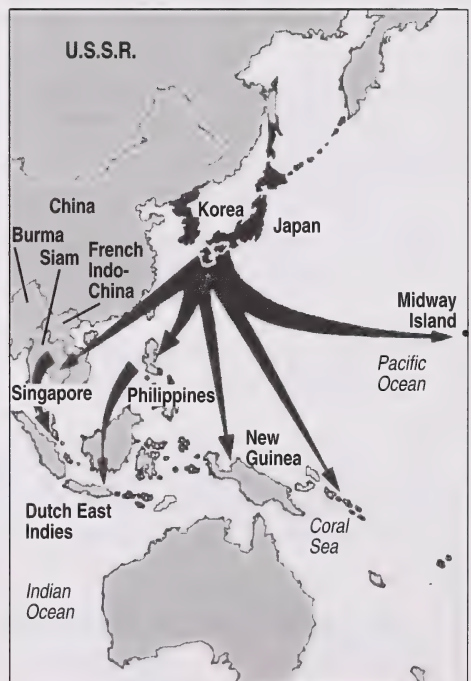 U.S.S.R.
China
Korea
Japan
Burma
Siam
French
Indo-
China
Midway
Island
Pacific
Ocean
Singapore
Philippines
New
Guinea
Dutch East
Indies
Coral
Sea
Indian
Ocean